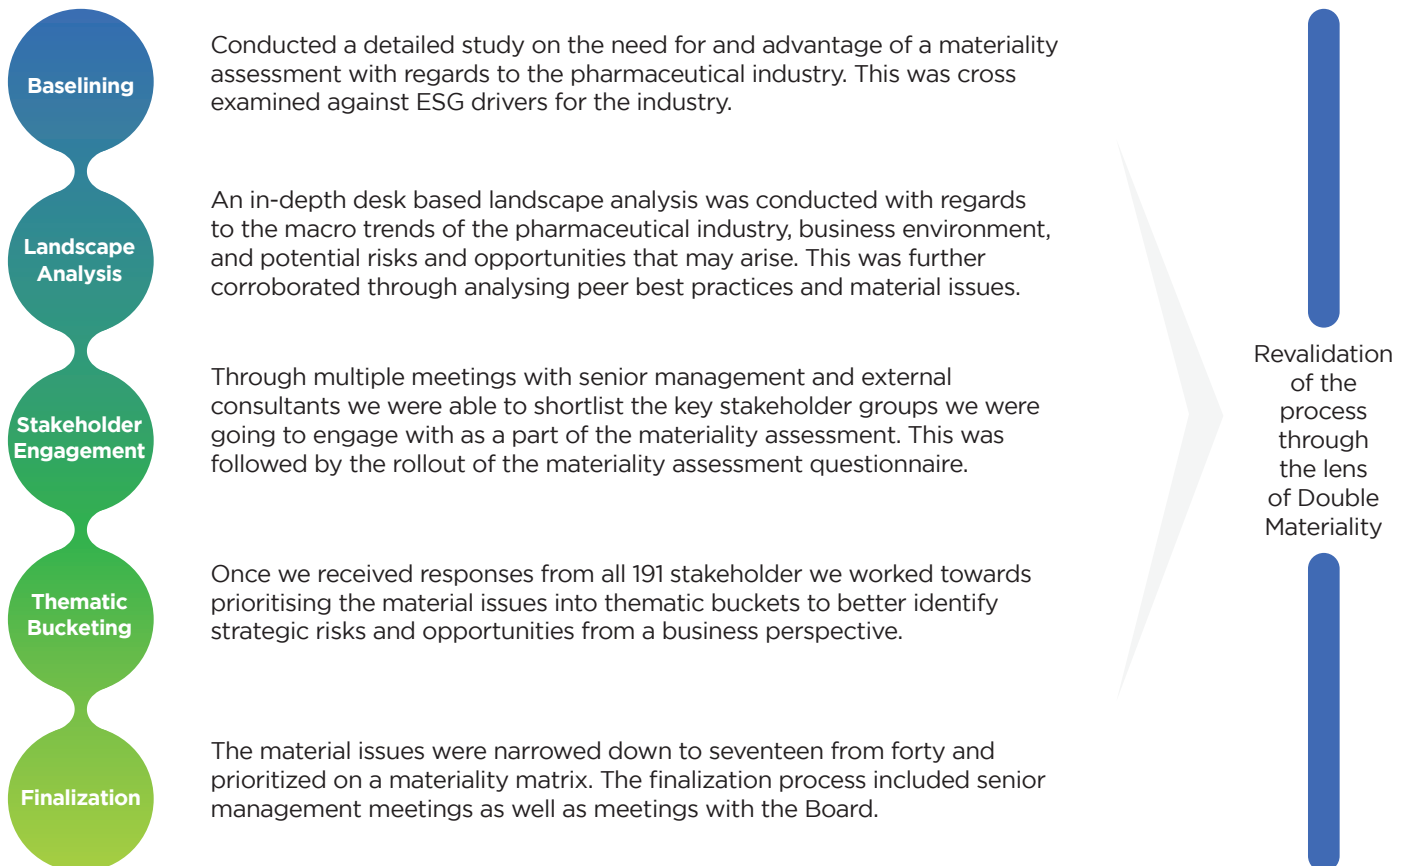 Baselining
Conducted a detailed study on the need for and advantage of a materiality
assessment with regards to the pharmaceutical industry. This was cross
examined against ESG drivers for the industry.
Landscape
Analysis
An in-depth desk based landscape analysis was conducted with regards
to the macro trends of the pharmaceutical industry, business environment,
and potential risks and opportunities that may arise. This was further
corroborated through analysing peer best practices and material issues.
Stakeholder
Engagement
Through multiple meetings with senior management and external
consultants we were able to shortlist the key stakeholder groups we were
going to engage with as a part of the materiality assessment. This was
followed by the rollout of the materiality assessment questionnaire.
Thematic
Bucketing
Once we received responses from all 191 stakeholder we worked towards
prioritising the material issues into thematic buckets to better identify
strategic risks and opportunities from a business perspective.
Finalization
The material issues were narrowed down to seventeen from forty and
prioritized on a materiality matrix. The finalization process included senior
management meetings as well as meetings with the Board.
Revalidation
of the
process
through
the lens
of Double
Materiality